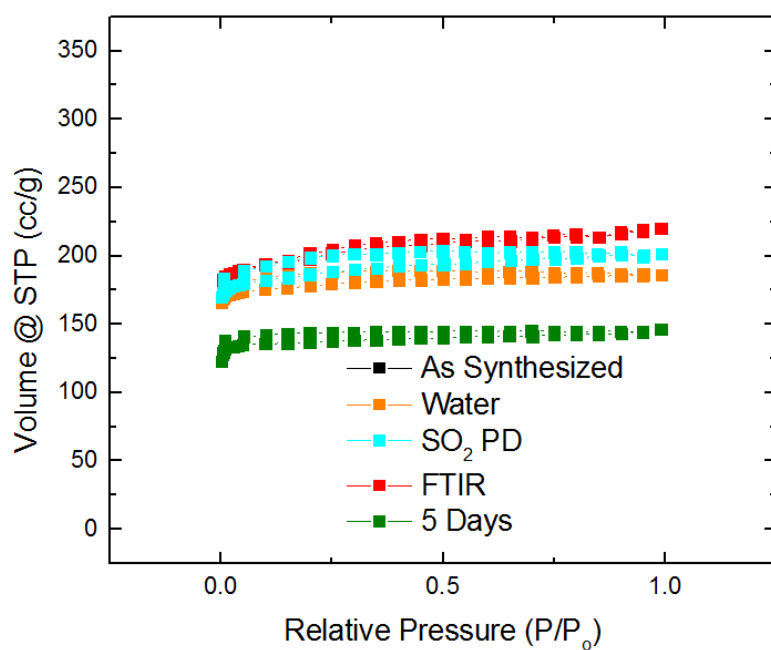 350
300
250
200
150
100
50
0
Volume @ STP (cc/g)
As Synthesized
Water
SO₂ PD
FTIR
5 Days
0.0 0.5 1.0
Relative Pressure (P/Pₒ)